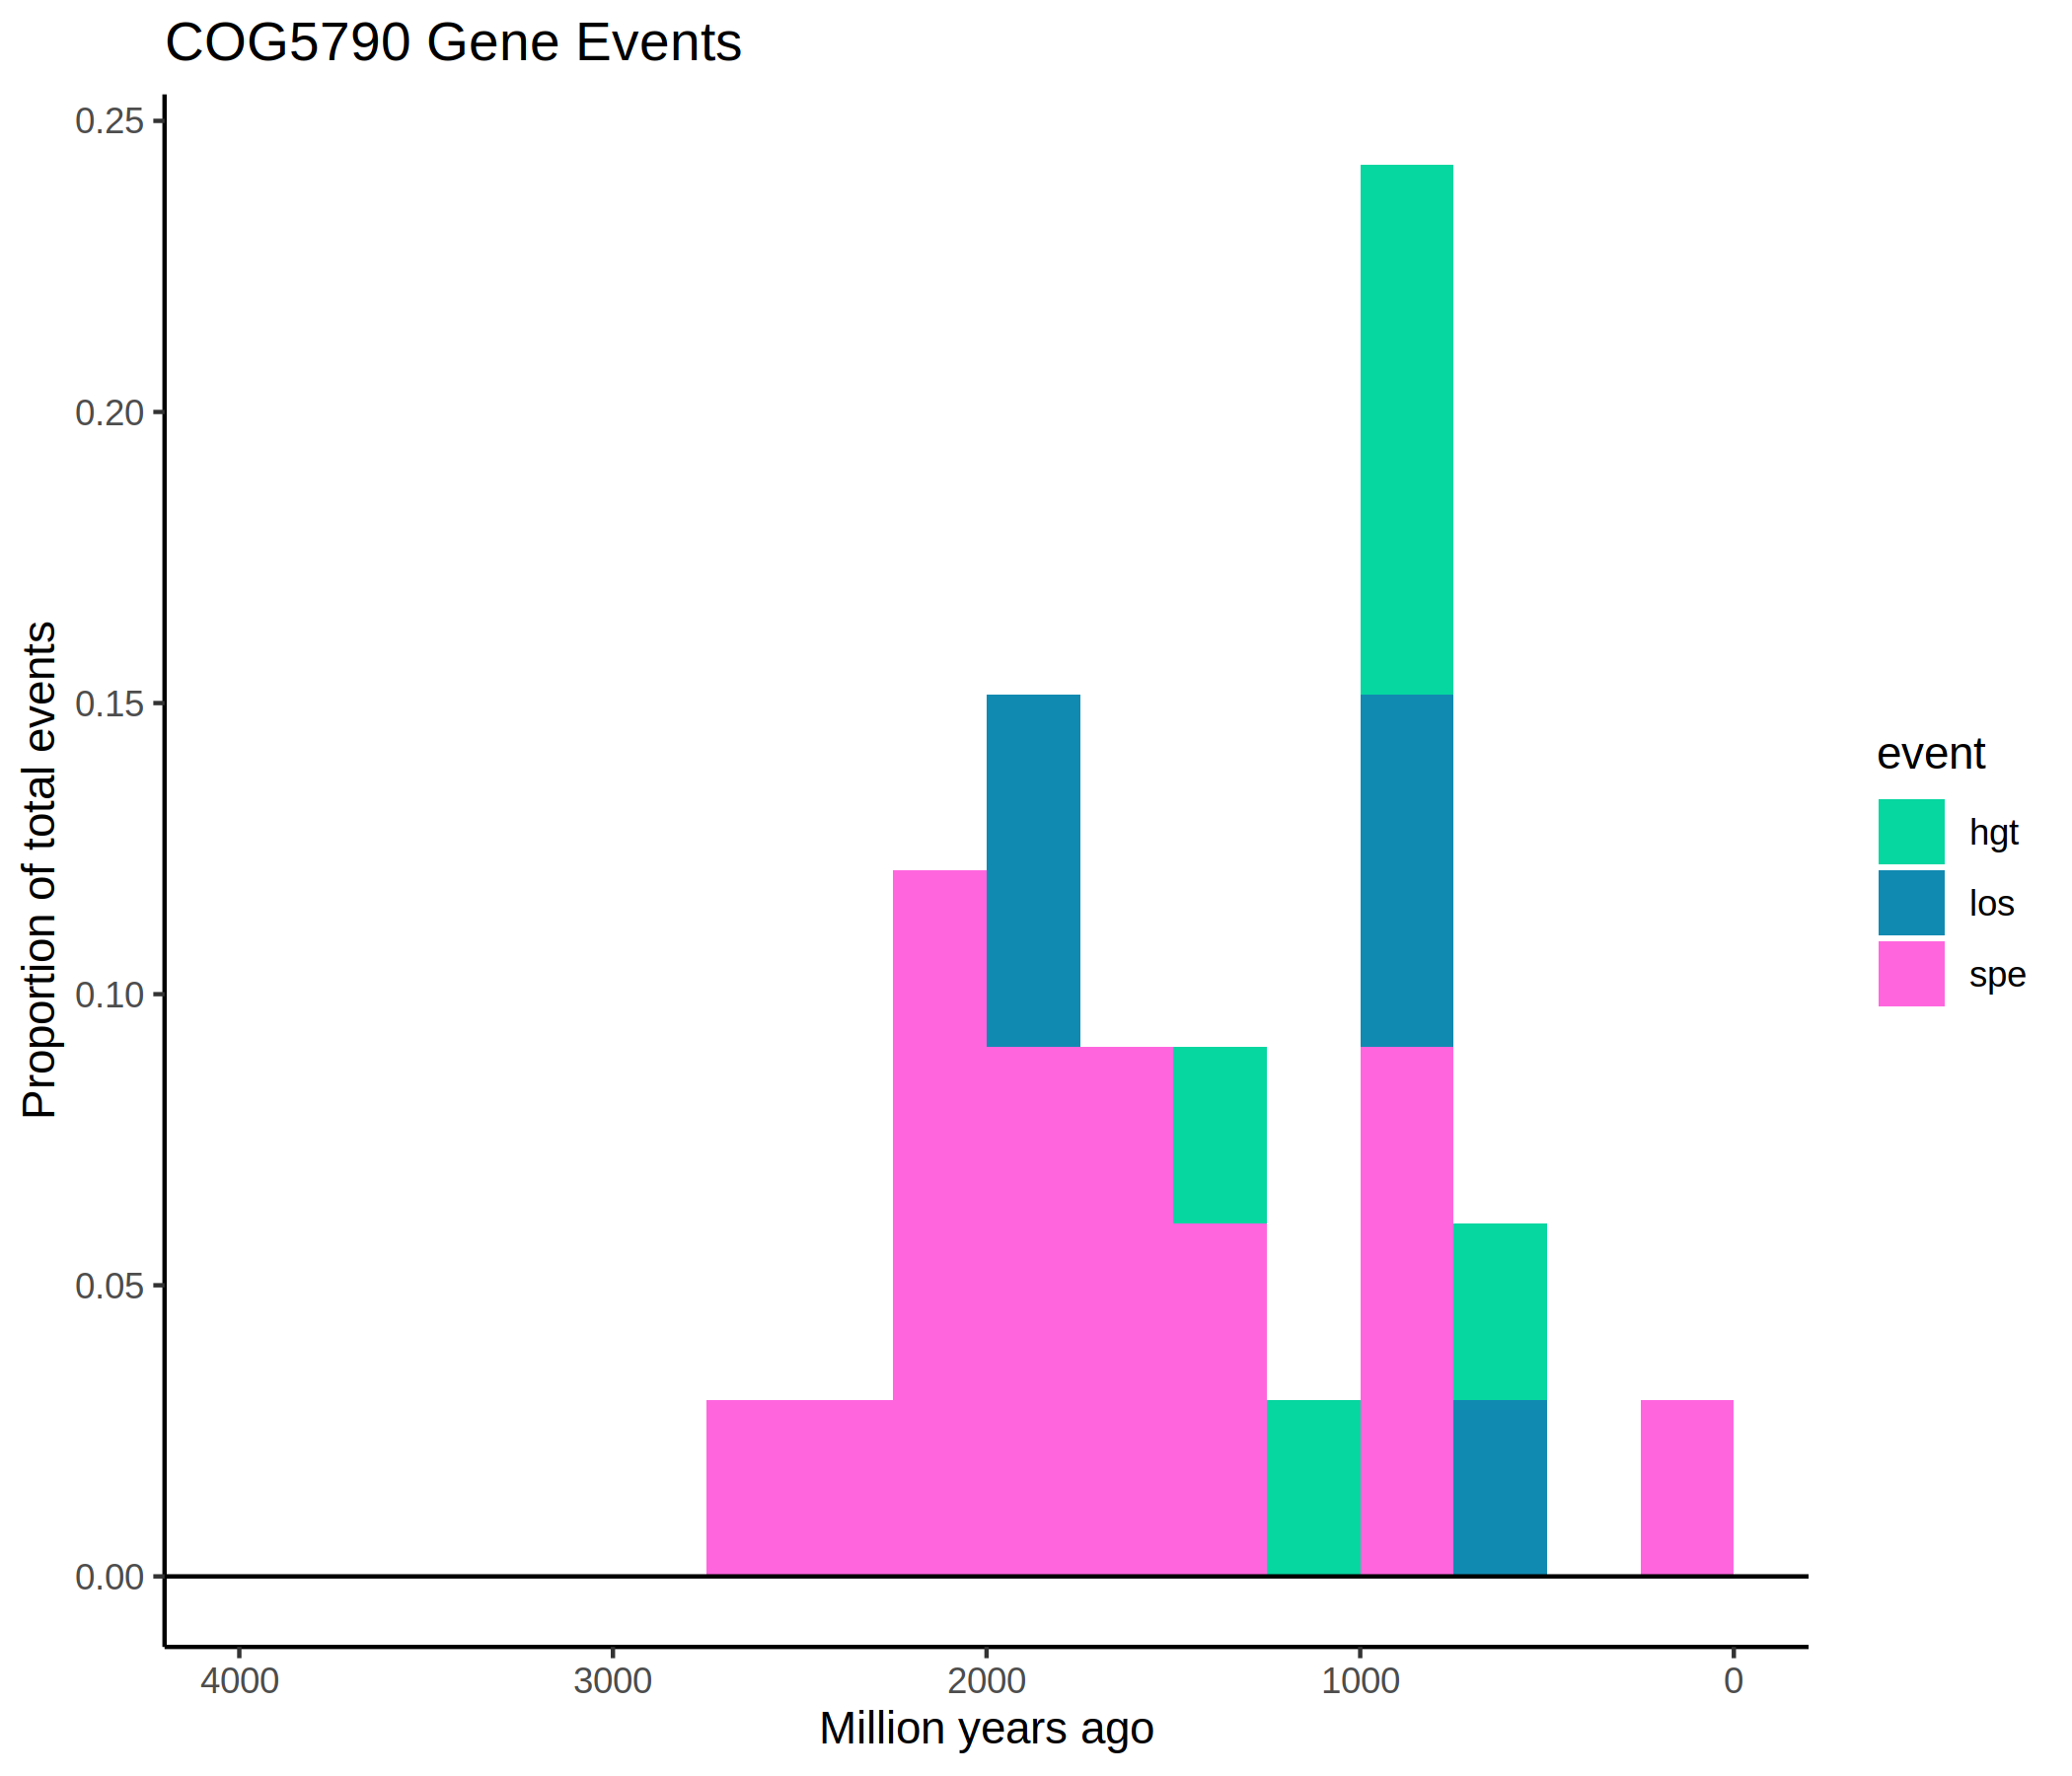 COG5790 Gene Events
0.25
0.20
0.15
0.10
0.05
0.00
Proportion of total events
4000 3000 2000 1000 0
Million years ago
event
hgt
los
spe